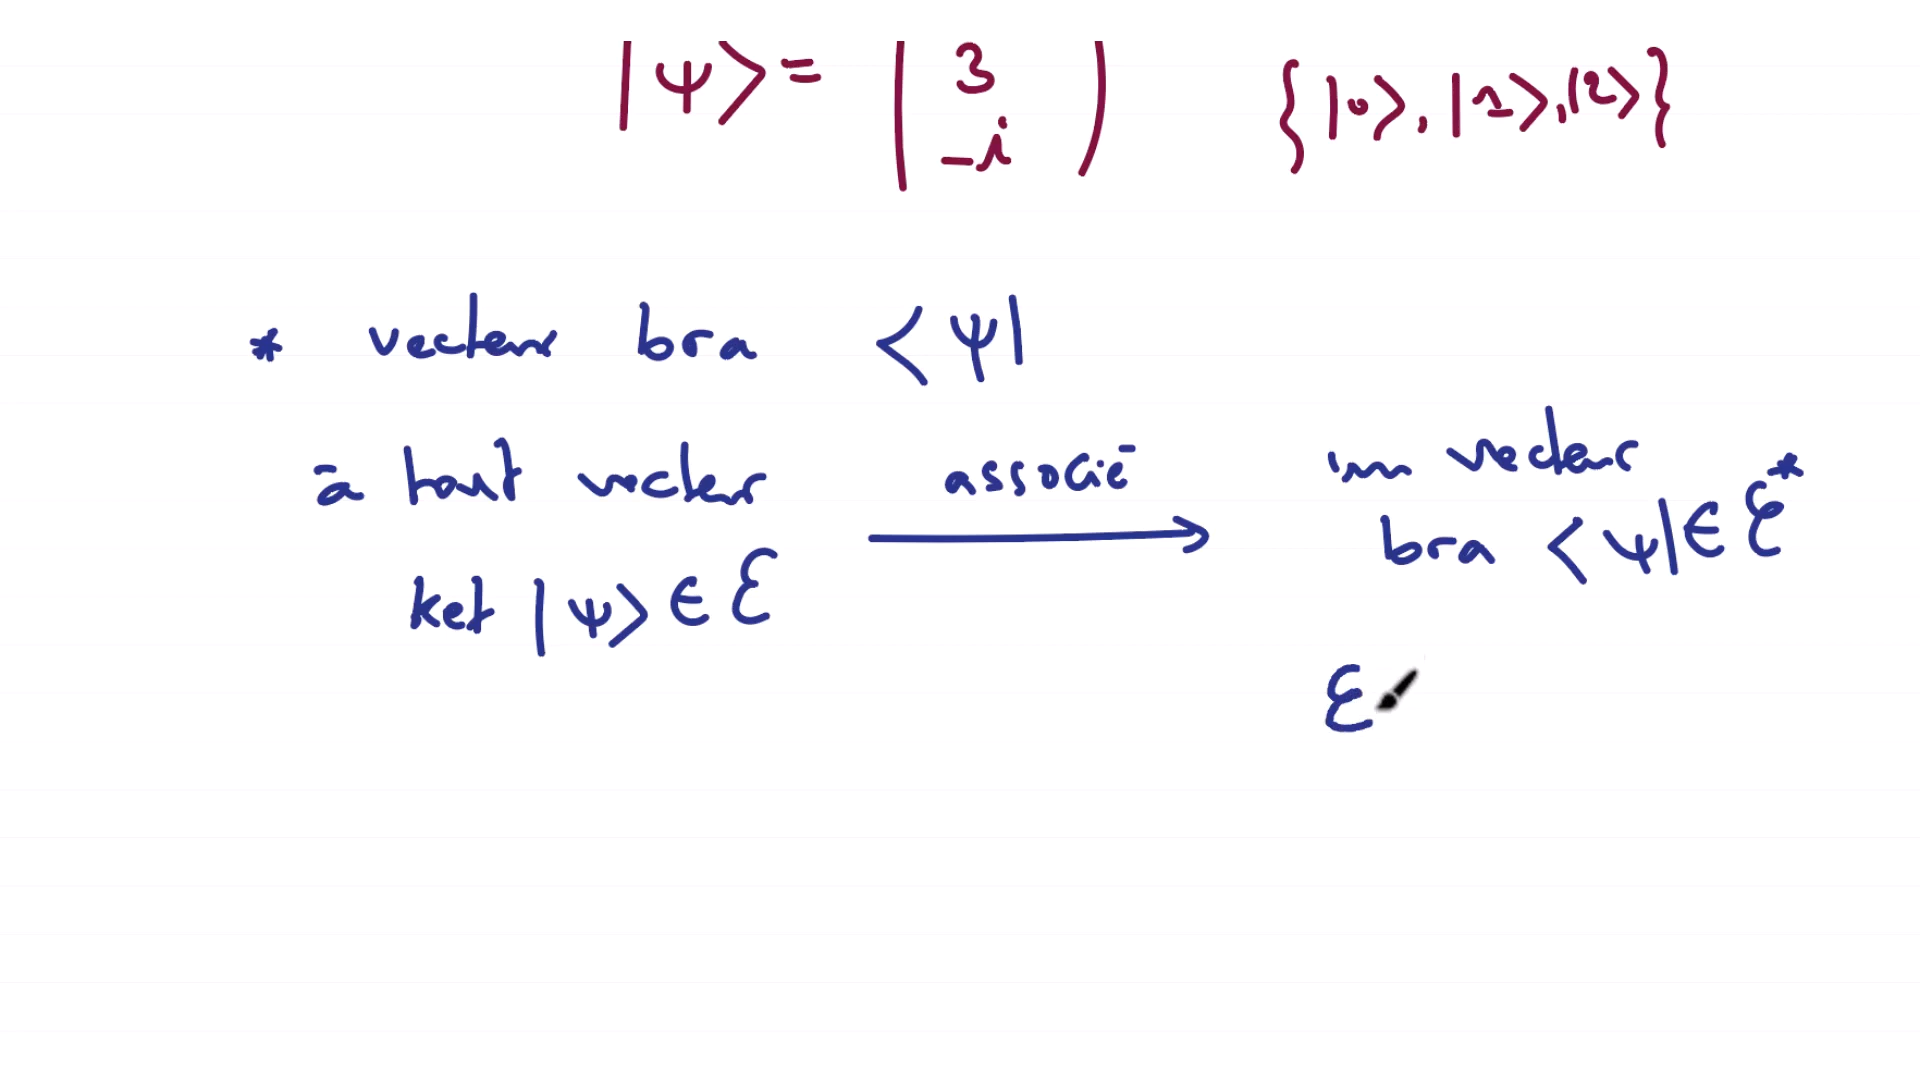 |ψ> = ( 3 -i ) {|0>, |1>, |2>}
* vecteur bra <ψ|
à tout vecteur associé un vecteur
ket |ψ> ∈ ℰ ⟶ bra <ψ| ∈ ℰ*
ℰ